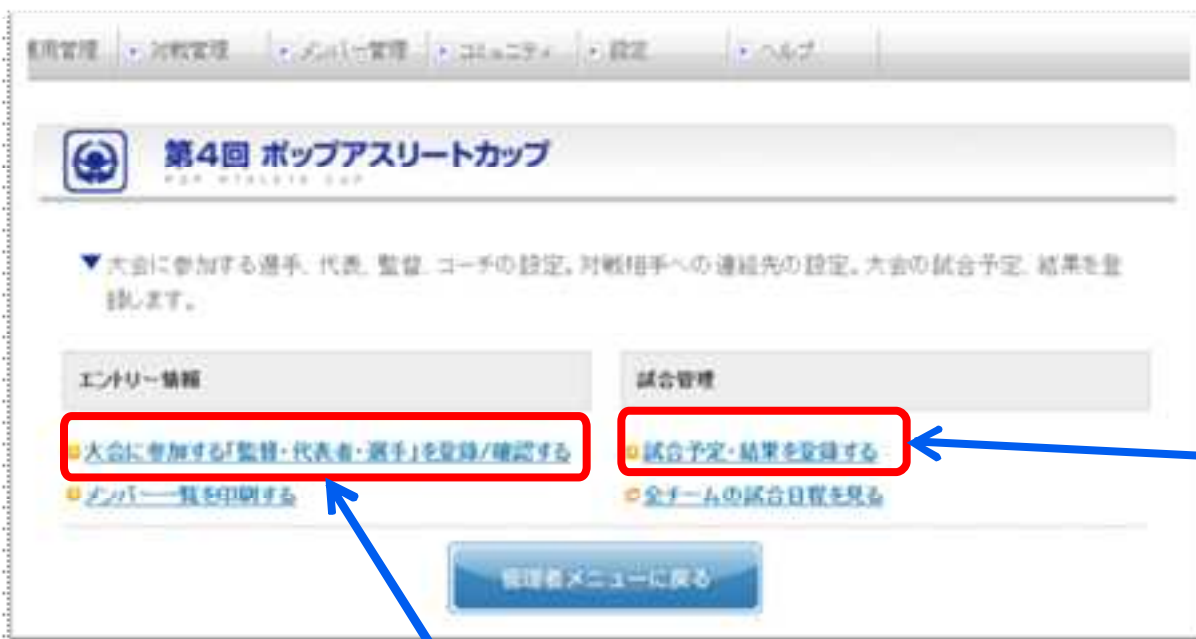 費用管理 ・対戦管理 ・メンバー管理 ・コミュニティ ・設定 ・ヘルプ
第4回 ポップアスリートカップ
POP ATHLETE CUP
▼大会に参加する選手、代表、監督、コーチの設定。対戦相手への連絡先の設定。大会の試合予定、結果を登
録します。
エントリー情報
大会に参加する「監督・代表者・選手」を登録/確認する
メンバー一覧を印刷する
試合管理
試合予定・結果を登録する
全チームの試合日程を見る
管理者メニューに戻る